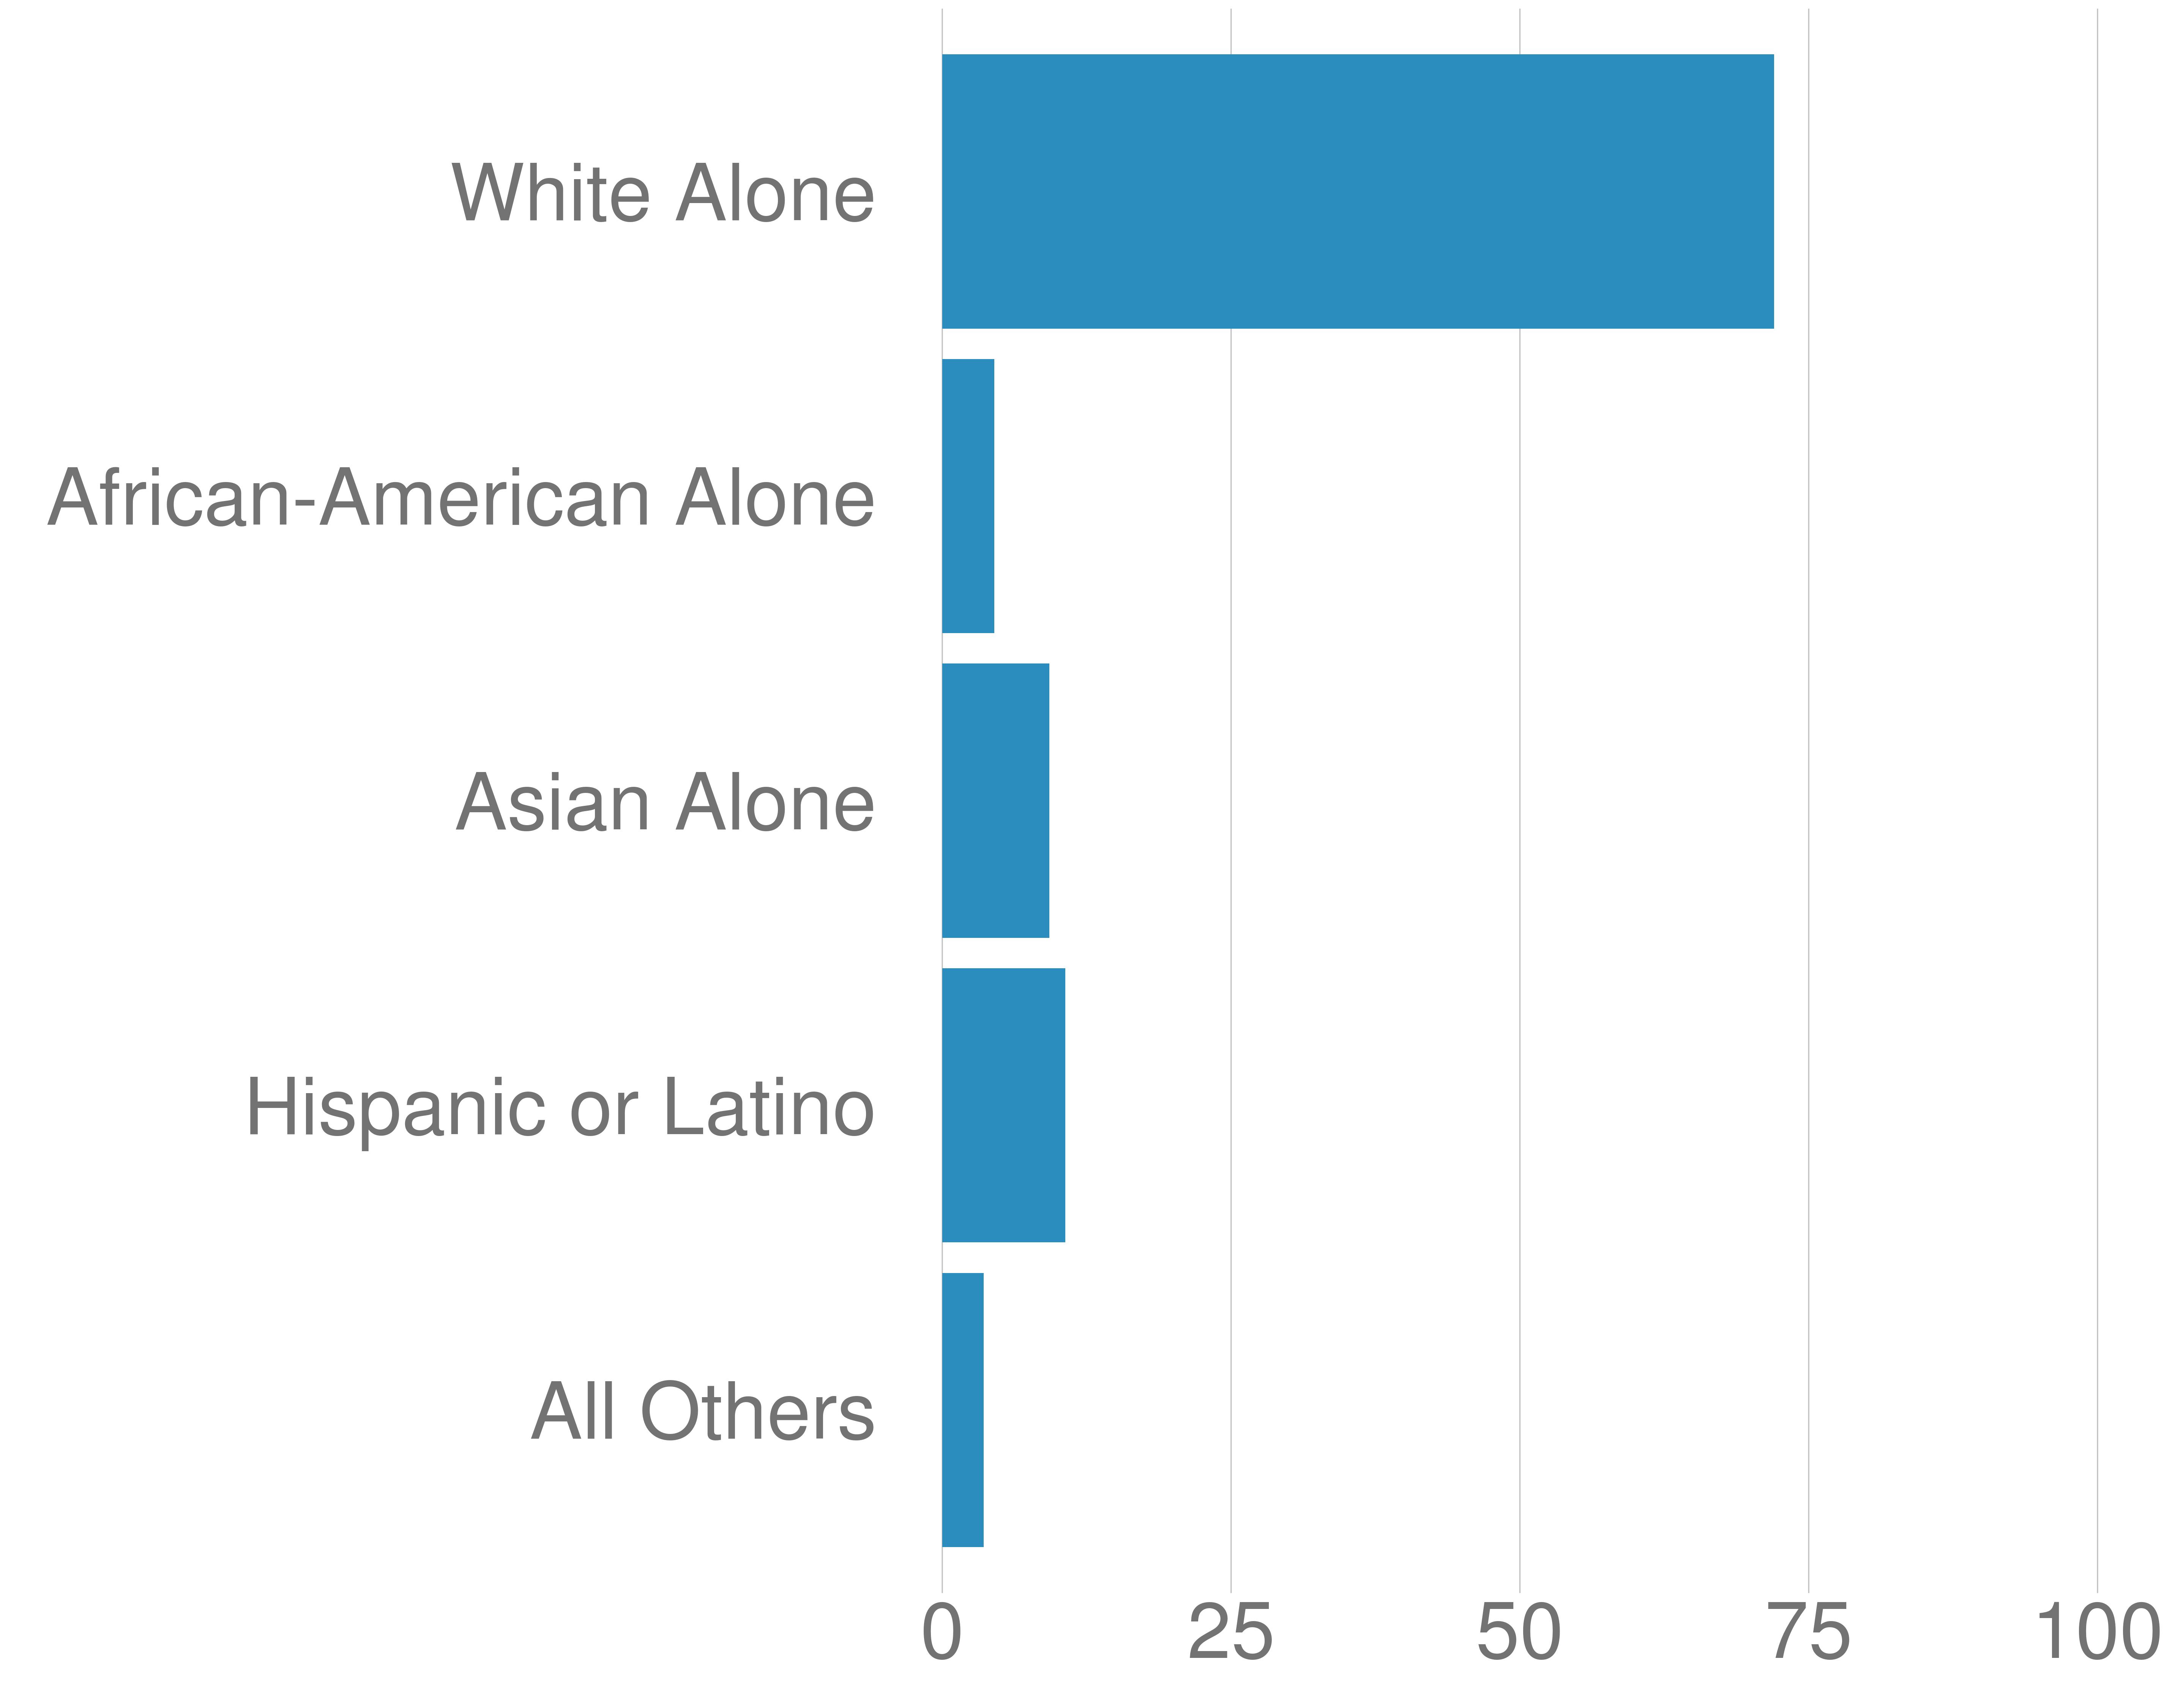 White Alone
African-American Alone
Asian Alone
Hispanic or Latino
All Others
0 25 50 75 100